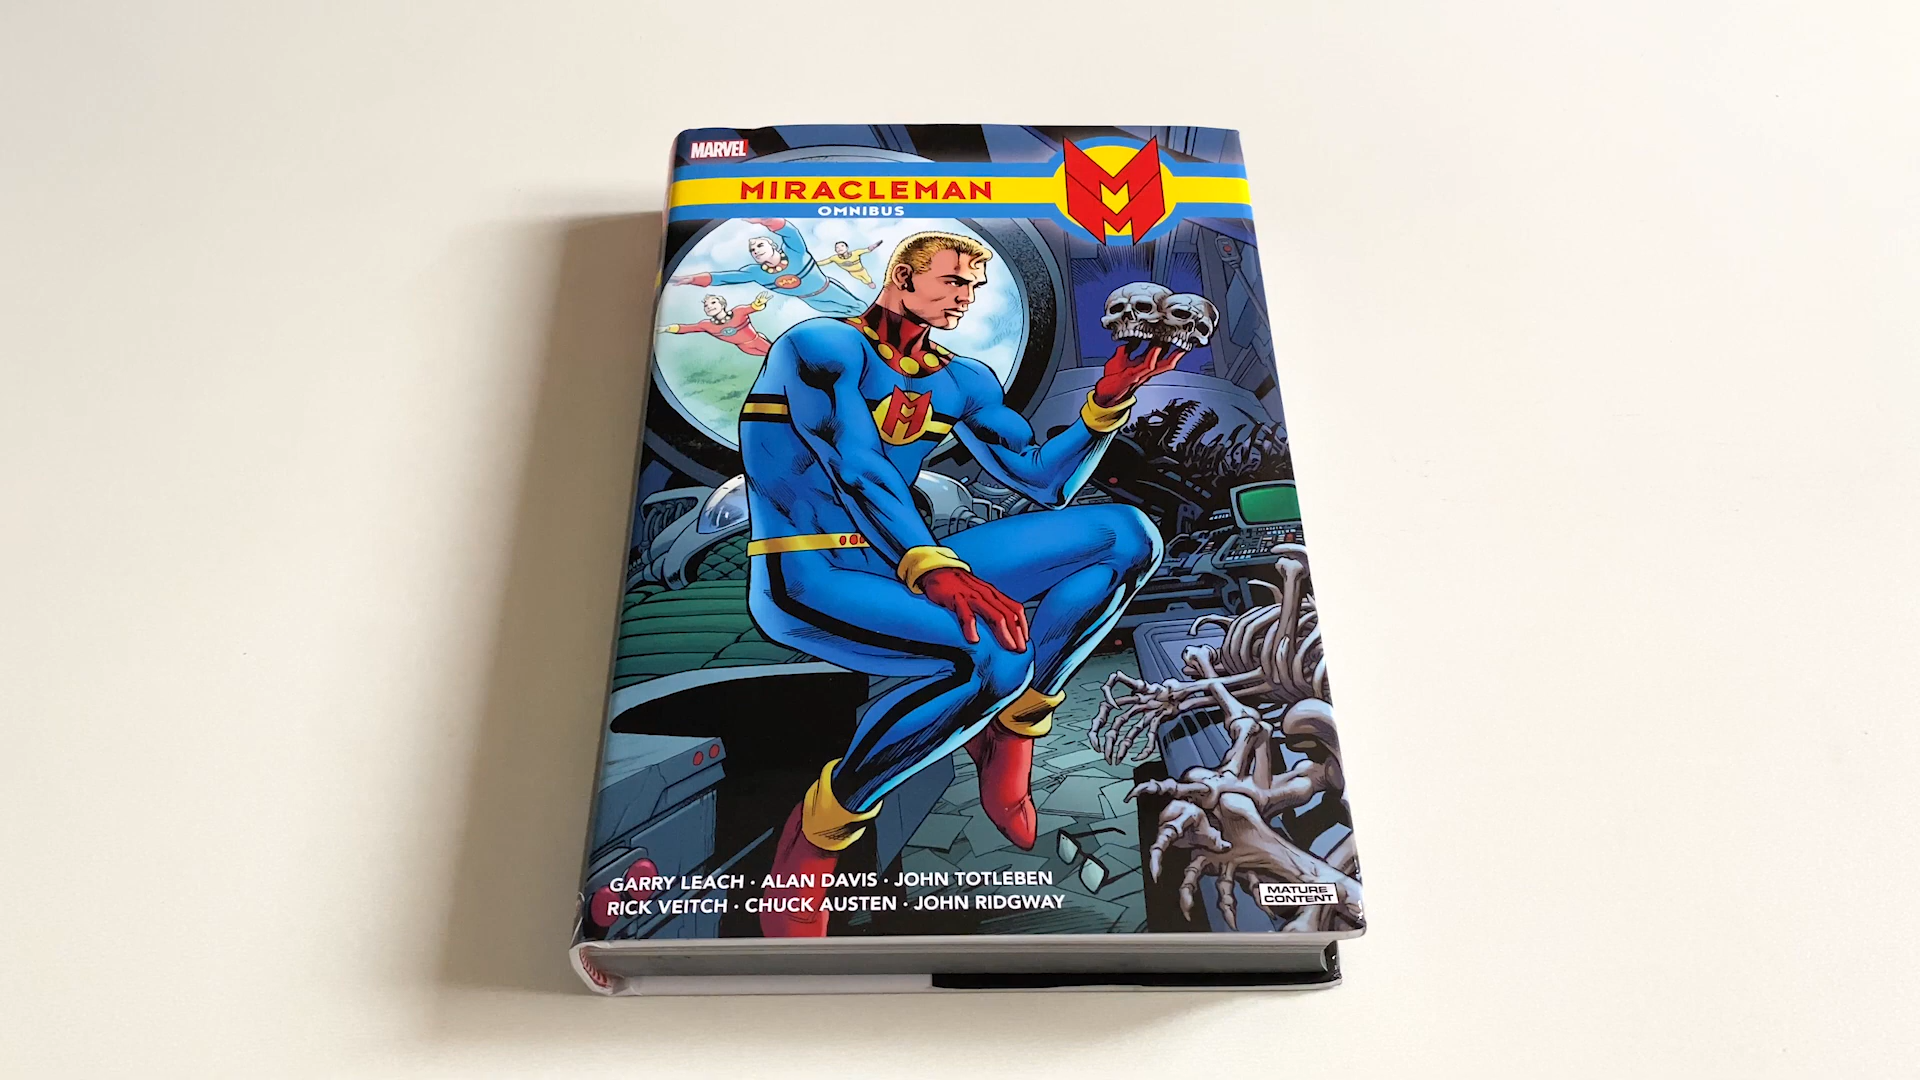 MARVEL
MIRACLEMAN
OMNIBUS
GARRY LEACH · ALAN DAVIS · JOHN TOTLEBEN
RICK VEITCH · CHUCK AUSTEN · JOHN RIDGWAY
MATURE
CONTENT